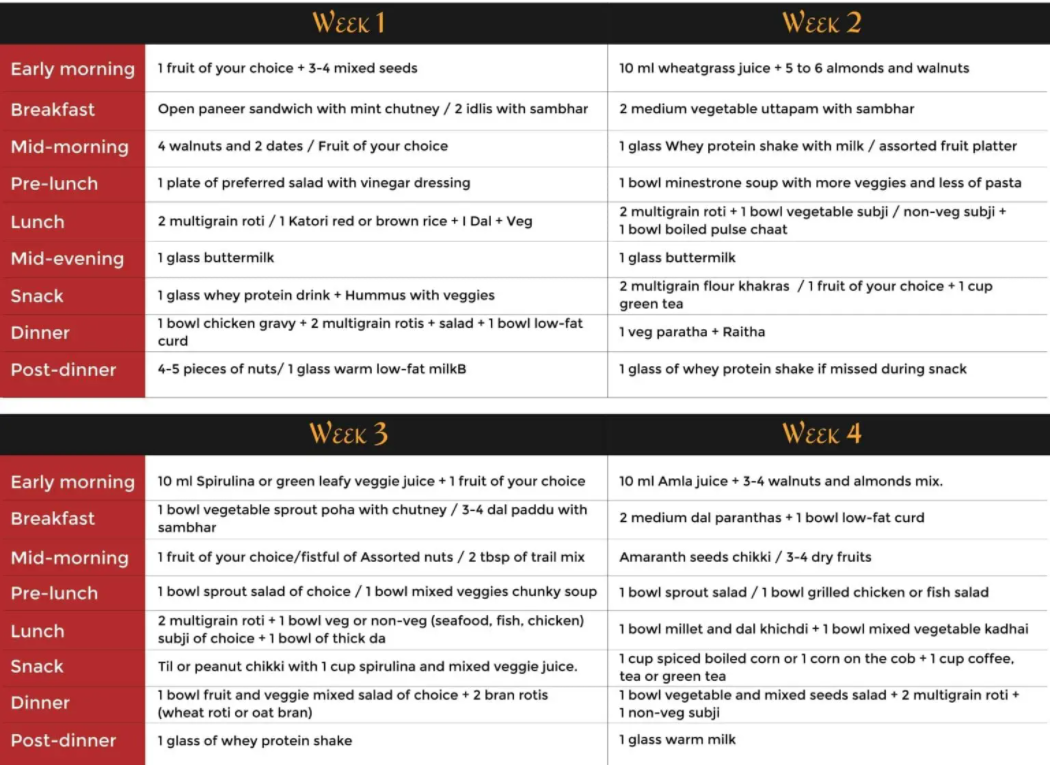 Week 1
Week 2
Early morning
1 fruit of your choice + 3-4 mixed seeds
10 ml wheatgrass juice + 5 to 6 almonds and walnuts
Breakfast
Open paneer sandwich with mint chutney / 2 idlis with sambhar
2 medium vegetable uttapam with sambhar
Mid-morning
4 walnuts and 2 dates / Fruit of your choice
1 glass Whey protein shake with milk / assorted fruit platter
Pre-lunch
1 plate of preferred salad with vinegar dressing
1 bowl minestrone soup with more veggies and less of pasta
Lunch
2 multigrain roti / 1 Katori red or brown rice + I Dal + Veg
2 multigrain roti + 1 bowl vegetable subji / non-veg subji +
1 bowl boiled pulse chaat
Mid-evening
1 glass buttermilk
1 glass buttermilk
Snack
1 glass whey protein drink + Hummus with veggies
2 multigrain flour khakras / 1 fruit of your choice + 1 cup
green tea
Dinner
1 bowl chicken gravy + 2 multigrain rotis + salad + 1 bowl low-fat
curd
1 veg paratha + Raitha
Post-dinner
4-5 pieces of nuts/ 1 glass warm low-fat milkB
1 glass of whey protein shake if missed during snack
Week 3
Week 4
Early morning
10 ml Spirulina or green leafy veggie juice + 1 fruit of your choice
10 ml Amla juice + 3-4 walnuts and almonds mix.
Breakfast
1 bowl vegetable sprout poha with chutney / 3-4 dal paddu with
sambhar
2 medium dal paranthas + 1 bowl low-fat curd
Mid-morning
1 fruit of your choice/fistful of Assorted nuts / 2 tbsp of trail mix
Amaranth seeds chikki / 3-4 dry fruits
Pre-lunch
1 bowl sprout salad of choice / 1 bowl mixed veggies chunky soup
1 bowl sprout salad / 1 bowl grilled chicken or fish salad
Lunch
2 multigrain roti + 1 bowl veg or non-veg (seafood, fish, chicken)
subji of choice + 1 bowl of thick da
1 bowl millet and dal khichdi + 1 bowl mixed vegetable kadhai
Snack
Til or peanut chikki with 1 cup spirulina and mixed veggie juice.
1 cup spiced boiled corn or 1 corn on the cob + 1 cup coffee,
tea or green tea
Dinner
1 bowl fruit and veggie mixed salad of choice + 2 bran rotis
(wheat roti or oat bran)
1 bowl vegetable and mixed seeds salad + 2 multigrain roti +
1 non-veg subji
Post-dinner
1 glass of whey protein shake
1 glass warm milk